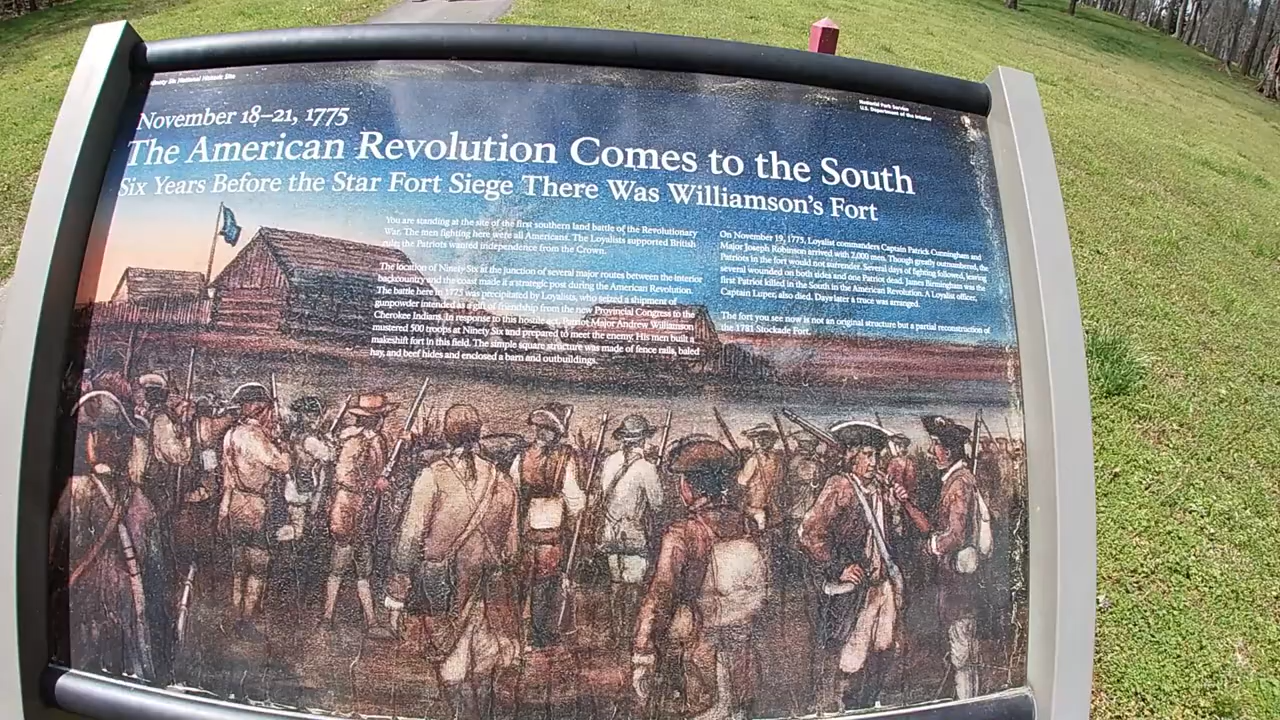 Ninety Six National Historic Site
National Park Service
U.S. Department of the Interior
November 18–21, 1775
The American Revolution Comes to the South
Six Years Before the Star Fort Siege There Was Williamson's Fort
You are standing at the site of the first southern land battle of the Revolutionary
War. The men fighting here were all Americans. The Loyalists supported British
rule; the Patriots wanted independence from the Crown.
The location of Ninety Six at the junction of several major routes between the interior
backcountry and the coast made it a strategic post during the American Revolution.
The battle here in 1775 was precipitated by Loyalists, who seized a shipment of
gunpowder intended as a gift of friendship from the new Provincial Congress to the
Cherokee Indians. In response to this hostile act, Patriot Major Andrew Williamson
mustered 500 troops at Ninety Six and prepared to meet the enemy. His men built a
makeshift fort in this field. The simple square structure was made of fence rails, baled
hay, and beef hides and enclosed a barn and outbuildings.
On November 19, 1775, Loyalist commanders Captain Patrick Cunningham and
Major Joseph Robinson arrived with 2,000 men. Though greatly outnumbered, the
Patriots in the fort would not surrender. Several days of fighting followed, leaving
several wounded on both sides and one Patriot dead. James Birmingham was the
first Patriot killed in the South in the American Revolution. A Loyalist officer,
Captain Luper, also died. Days later a truce was arranged.
The fort you see now is not an original structure but a partial reconstruction of
the 1781 Stockade Fort.